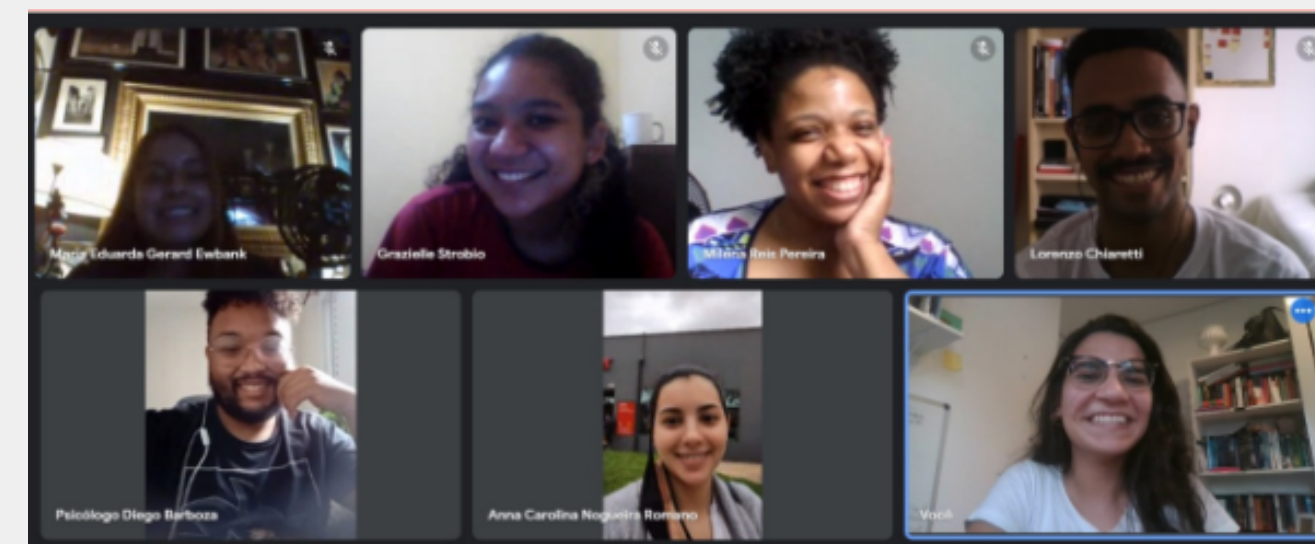 Maria Eduarda Gerard Ewbank
Grazielle Strobio
Milena Reis Pereira
Lorenzo Chiaretti
Psicólogo Diego Barboza
Anna Carolina Nogueira Romano
Você